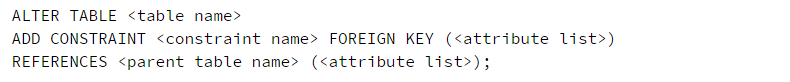 ALTER TABLE <table name>
ADD CONSTRAINT <constraint name> FOREIGN KEY (<attribute list>)
REFERENCES <parent table name> (<attribute list>);